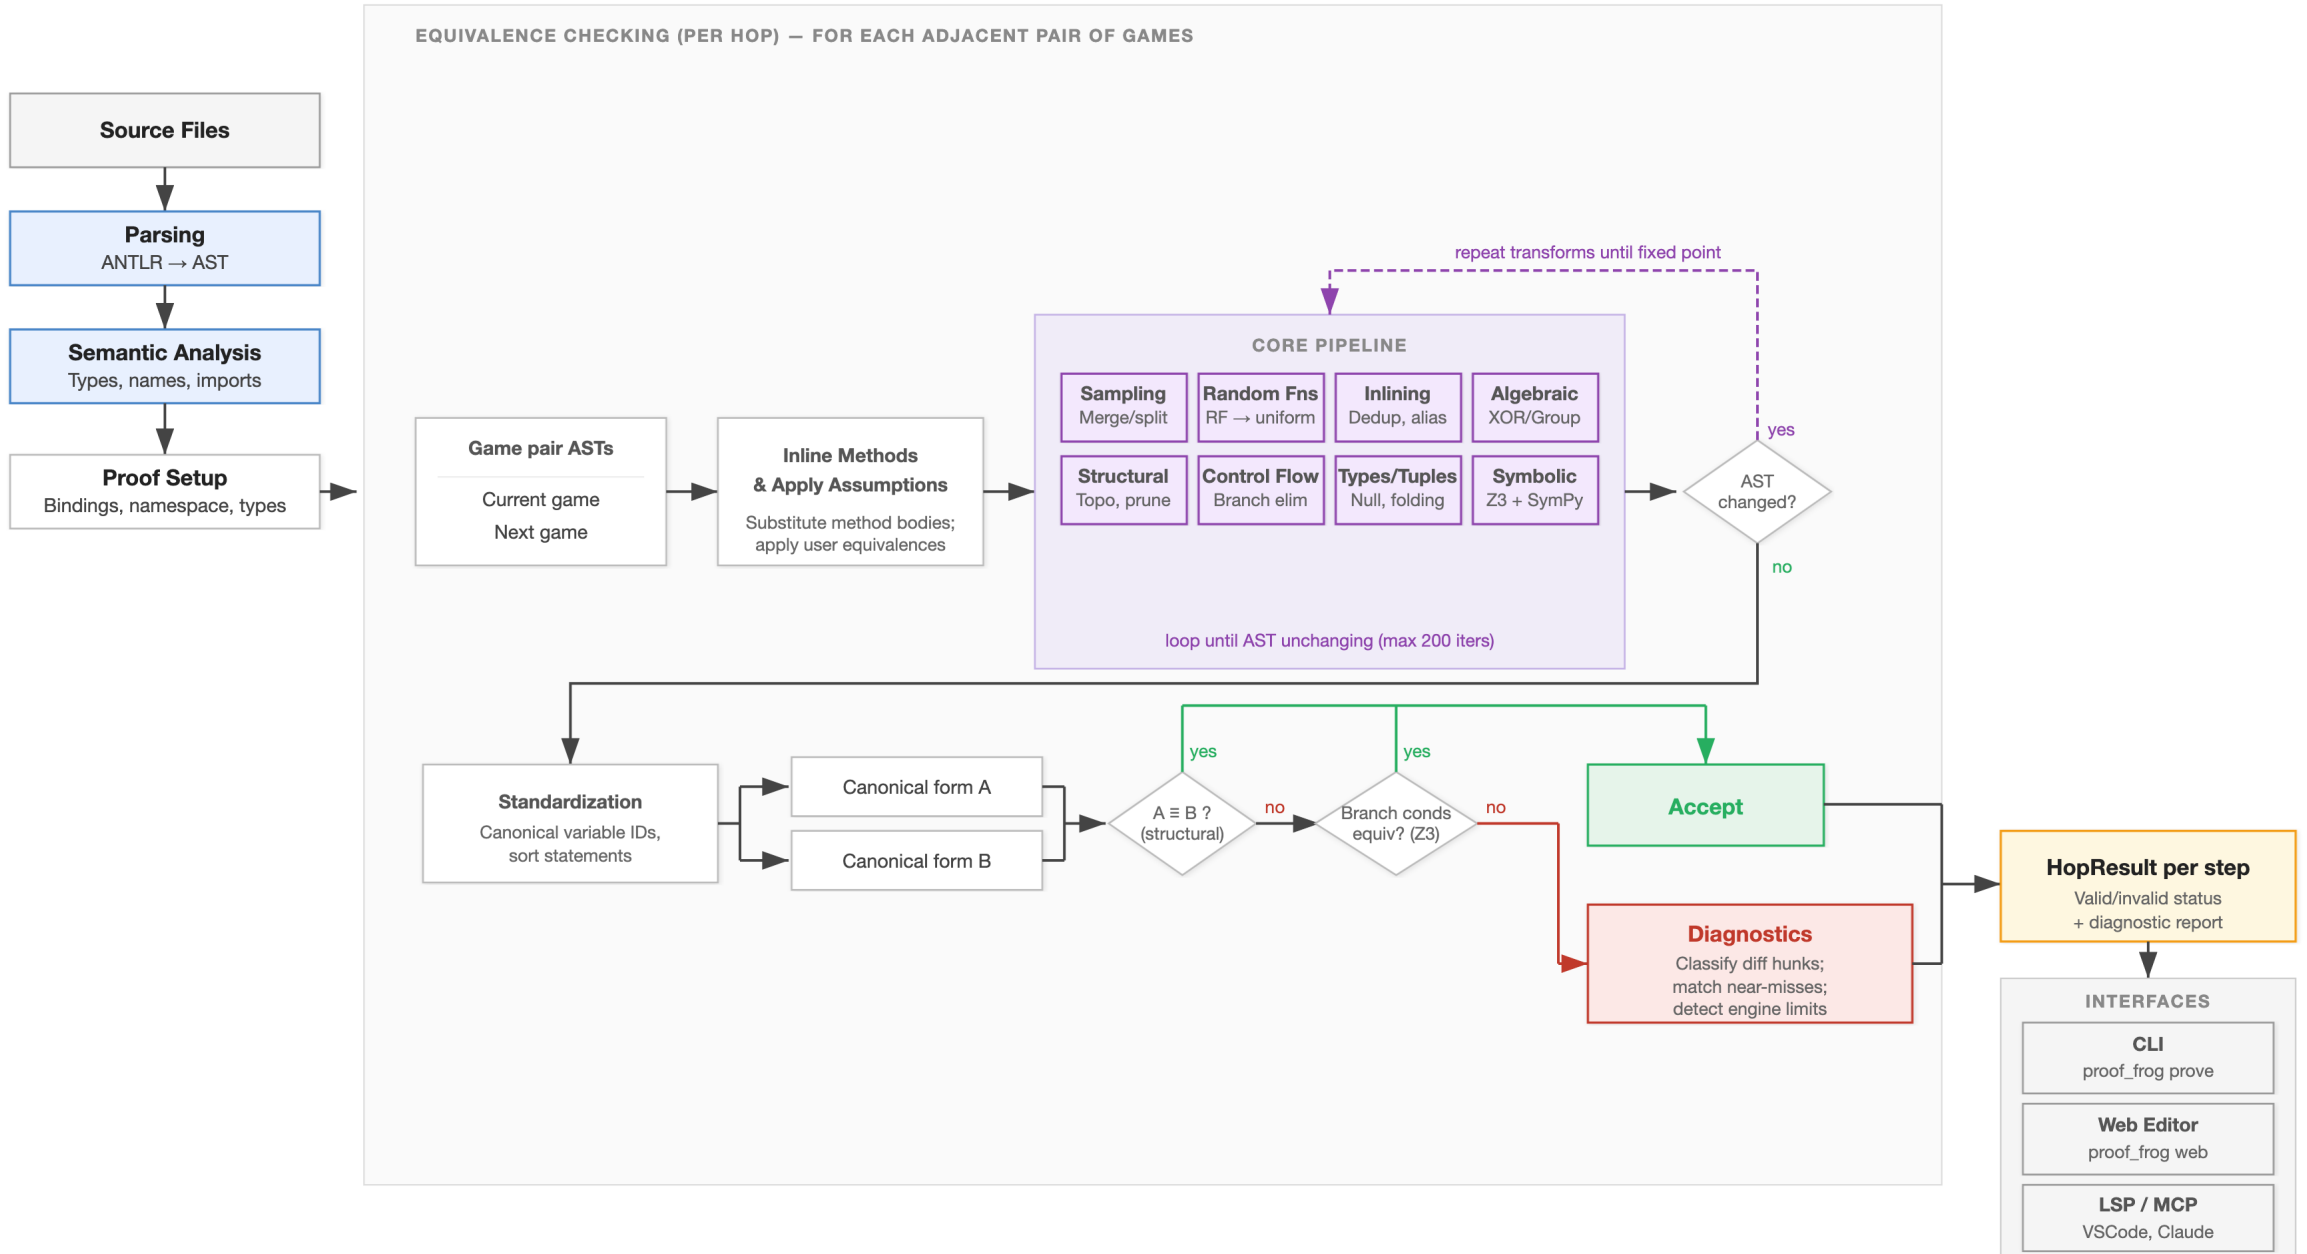 EQUIVALENCE CHECKING (PER HOP) — FOR EACH ADJACENT PAIR OF GAMES
Source Files
Parsing
ANTLR → AST
Semantic Analysis
Types, names, imports
Proof Setup
Bindings, namespace, types
Game pair ASTs
Current game
Next game
Inline Methods
& Apply Assumptions
Substitute method bodies;
apply user equivalences
repeat transforms until fixed point
CORE PIPELINE
Sampling
Merge/split
Random Fns
RF → uniform
Inlining
Dedup, alias
Algebraic
XOR/Group
Structural
Topo, prune
Control Flow
Branch elim
Types/Tuples
Null, folding
Symbolic
Z3 + SymPy
loop until AST unchanging (max 200 iters)
yes
AST
changed?
no
Standardization
Canonical variable IDs,
sort statements
Canonical form A
Canonical form B
yes
A ≡ B ?
(structural)
no
yes
Branch conds
equiv? (Z3)
no
Accept
Diagnostics
Classify diff hunks;
match near-misses;
detect engine limits
HopResult per step
Valid/invalid status
+ diagnostic report
INTERFACES
CLI
proof_frog prove
Web Editor
proof_frog web
LSP / MCP
VSCode, Claude